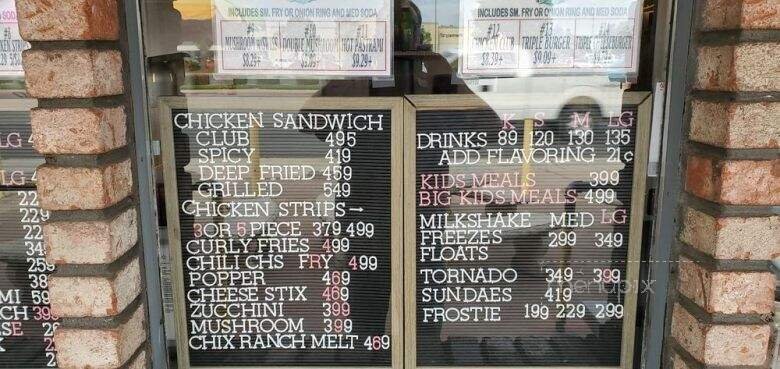 INCLUDES SM. FRY OR ONION RING AND MED SODA
INCLUDES SM. FRY OR ONION RING AND MED SODA
HOT PASTRAMI
TRIPLE BURGER
CHICKEN SANDWICH
CLUB 495
SPICY 419
DEEP FRIED 459
GRILLED 549
CHICKEN STRIPS→
3 OR 5 PIECE 379 499
CURLY FRIES 499
CHILI CHS FRY 499
POPPER 469
CHEESE STIX 469
ZUCCHINI 399
MUSHROOM 399
CHIX RANCH MELT 469
K S M LG
DRINKS 89 120 130 135
ADD FLAVORING 21¢
KIDS MEALS 399
BIG KIDS MEALS 499
MILKSHAKE MED LG
FREEZES 299 349
FLOATS
TORNADO 349 399
SUNDAES 419
FROSTIE 199 229 299
LG
LG
229
MI